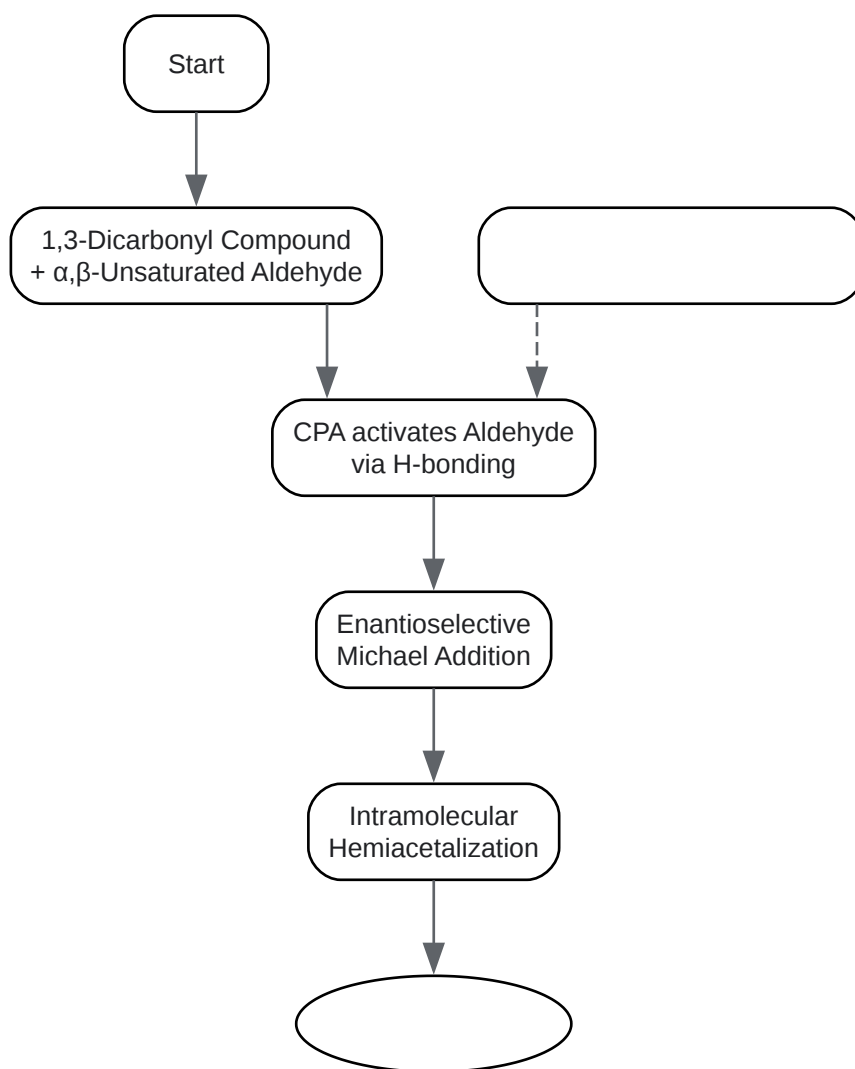 Start
1,3-Dicarbonyl Compound
+ α,β-Unsaturated Aldehyde
CPA activates Aldehyde
via H-bonding
Enantioselective
Michael Addition
Intramolecular
Hemiacetalization